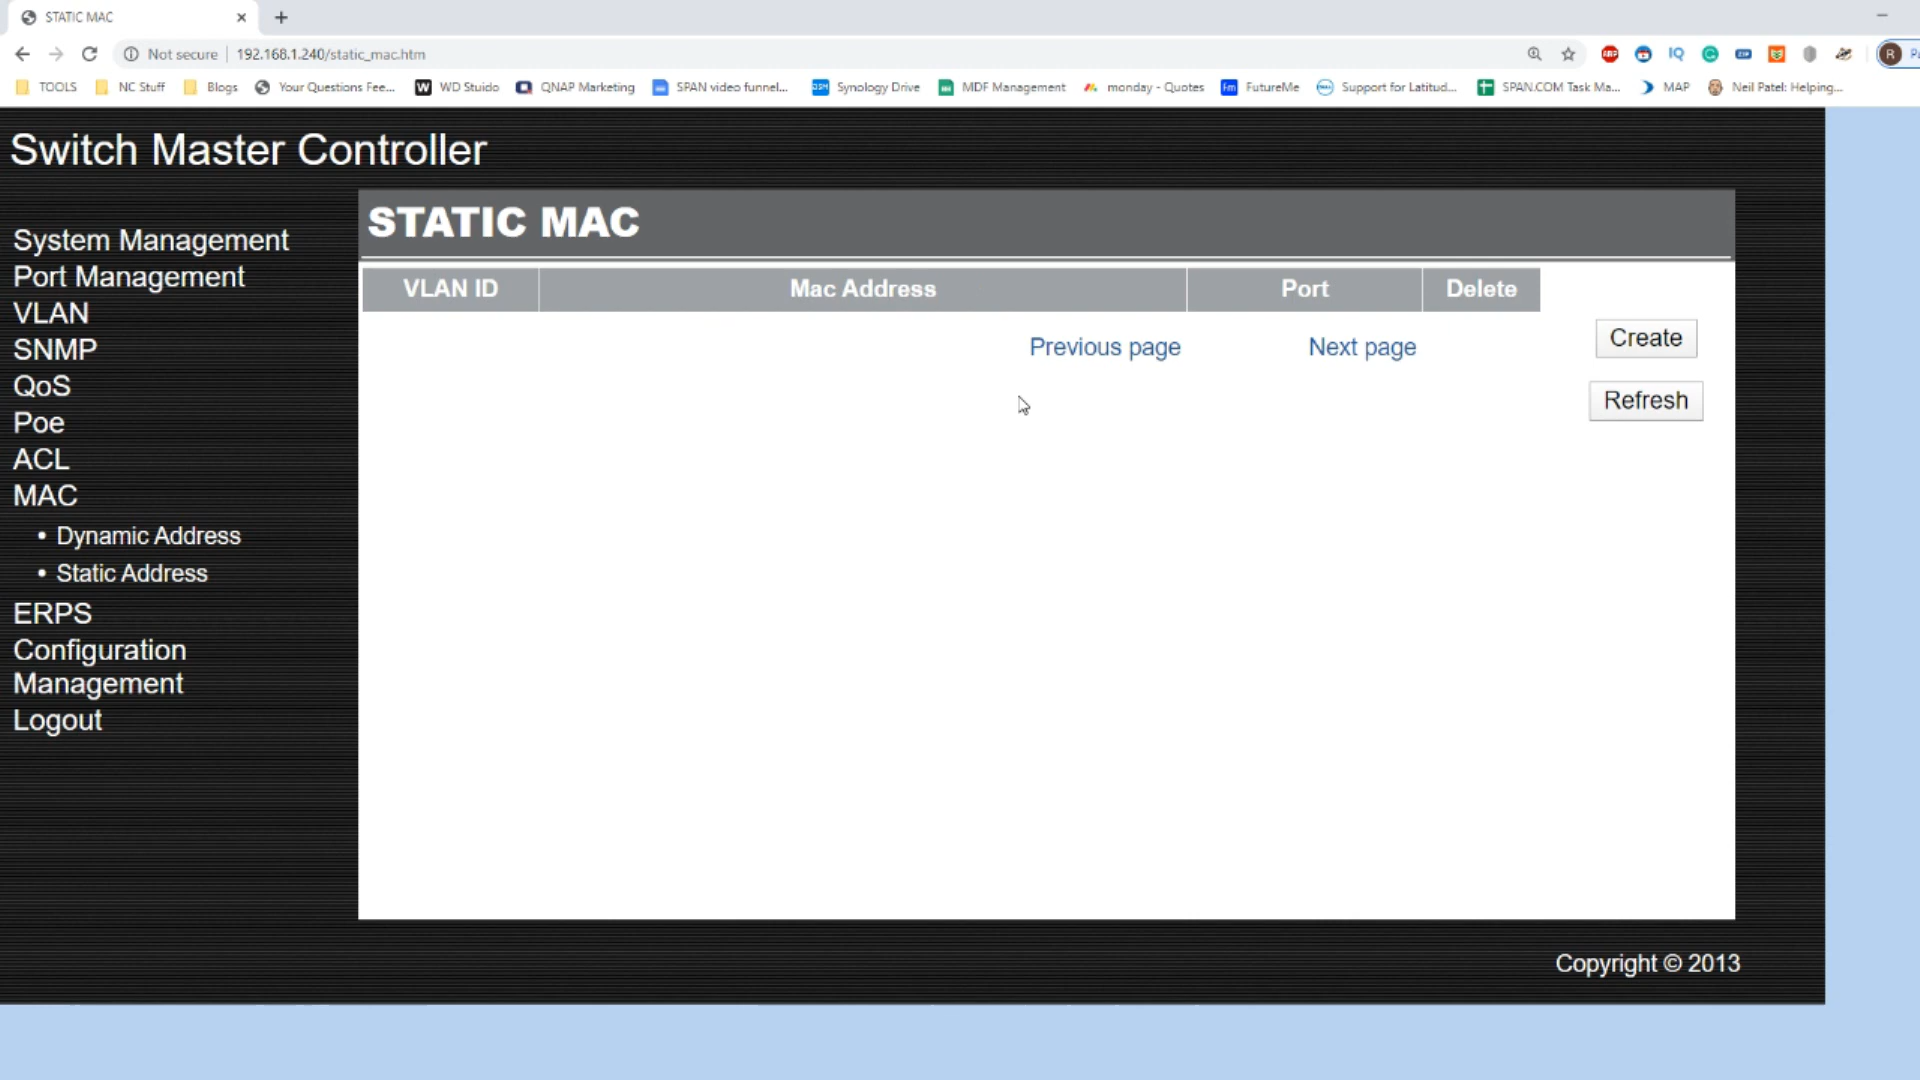 STATIC MAC
Not secure 192.168.1.240/static_mac.htm
TOOLS NC Stuff Blogs Your Questions Fee... WD Stuido QNAP Marketing SPAN video funnel... Synology Drive MDF Management monday - Quotes FutureMe Support for Latitud... SPAN.COM Task Ma... MAP Neil Patel: Helping...
Switch Master Controller
System Management
Port Management
VLAN
SNMP
QoS
Poe
ACL
MAC
• Dynamic Address
• Static Address
ERPS
Configuration
Management
Logout
STATIC MAC
VLAN ID Mac Address Port Delete
Previous page Next page
Create
Refresh
Copyright © 2013